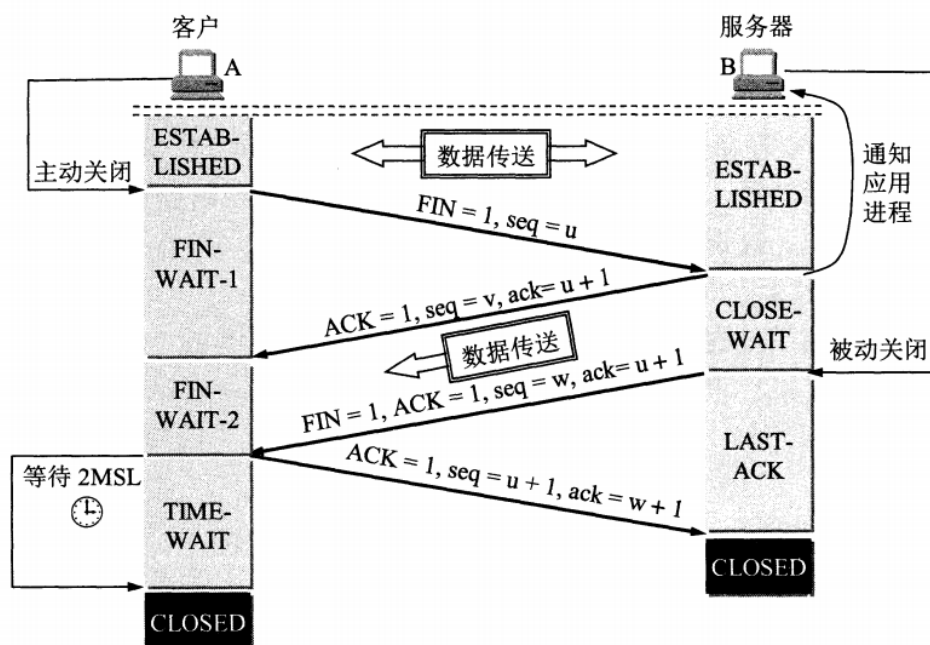 客户
服务器
A
B
ESTAB-
LISHED
数据传送
ESTAB-
LISHED
通知
应用
进程
主动关闭
FIN = 1, seq = u
FIN-
WAIT-1
ACK = 1, seq = v, ack= u + 1
CLOSE-
WAIT
数据传送
被动关闭
FIN = 1, ACK = 1, seq = w, ack= u + 1
FIN-
WAIT-2
ACK = 1, seq = u + 1, ack = w + 1
LAST-
ACK
等待 2MSL
TIME-
WAIT
CLOSED
CLOSED